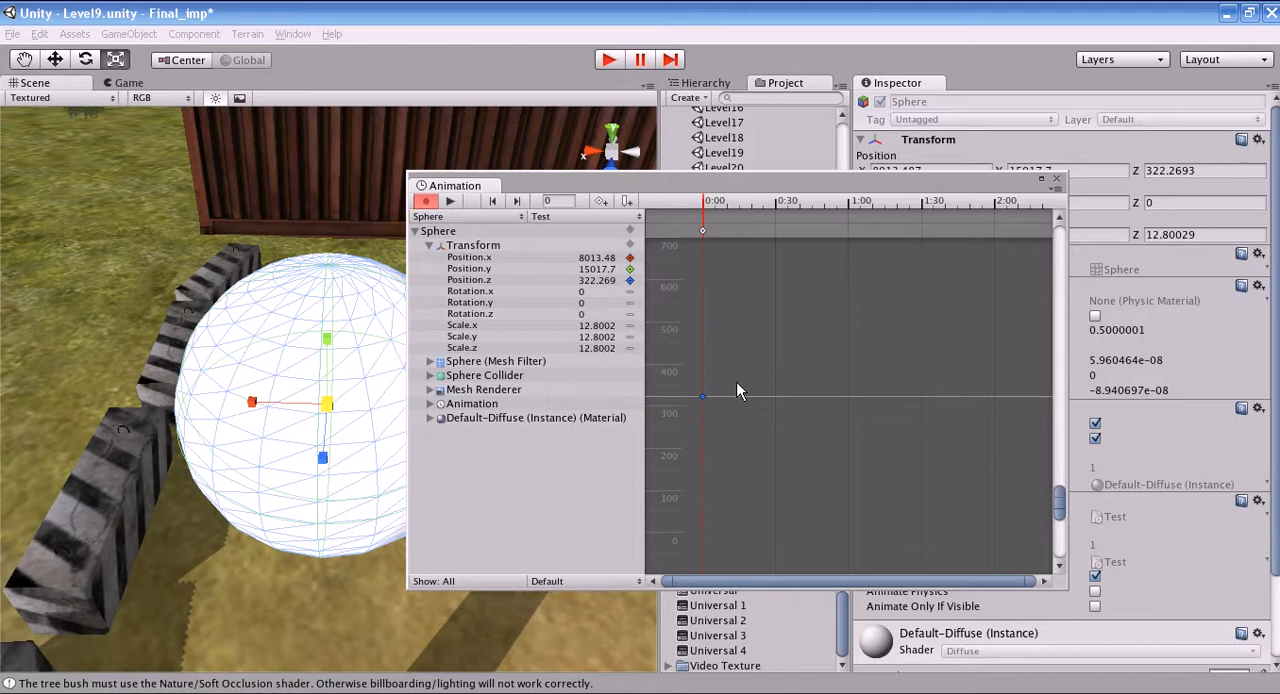 Unity - Level9.unity - Final_imp*
File Edit Assets GameObject Component Terrain Window Help
Center Global
Layers Layout
Scene Game
Textured RGB
Hierarchy Project
Create
Level17
Level18
Level19
Level20
Inspector
Sphere
Tag Untagged Layer Default
Transform
Position
Z 322.2693
Z 0
Z 12.80029
Sphere
None (Physic Material)
0.5000001
5.960464e-08
0
-8.940697e-08
1
Default-Diffuse (Instance)
Test
1
Test
Animate Physics
Animate Only If Visible
Default-Diffuse (Instance)
Shader Diffuse
Animation
0
0:00 0:30 1:00 1:30 2:00
Sphere Test
Sphere
Transform
Position.x 8013.48
Position.y 15017.7
Position.z 322.269
Rotation.x 0
Rotation.y 0
Rotation.z 0
Scale.x 12.8002
Scale.y 12.8002
Scale.z 12.8002
Sphere (Mesh Filter)
Sphere Collider
Mesh Renderer
Animation
Default-Diffuse (Instance) (Material)
700
600
500
400
300
200
100
0
Show: All Default
Universal 1
Universal 2
Universal 3
Universal 4
Video Texture
The tree bush must use the Nature/Soft Occlusion shader. Otherwise billboarding/lighting will not work correctly.